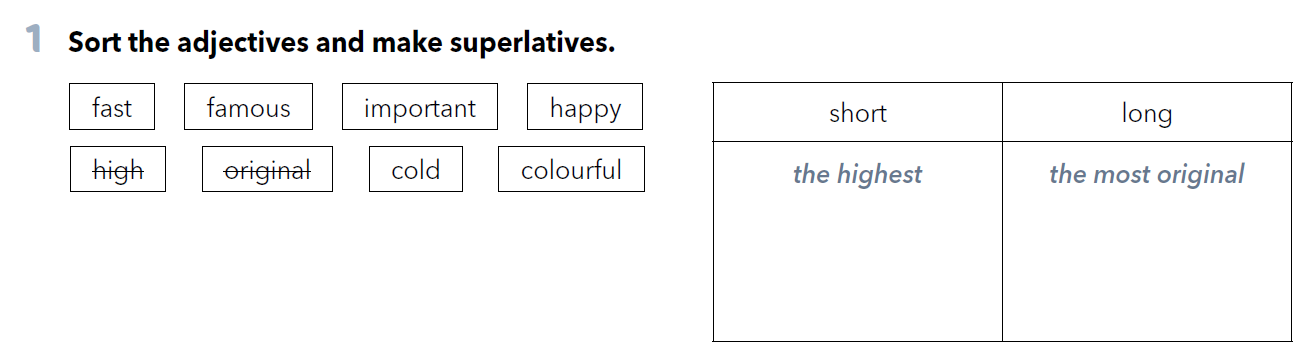 1 Sort the adjectives and make superlatives.
fast famous important happy
high original cold colourful
short long
the highest the most original